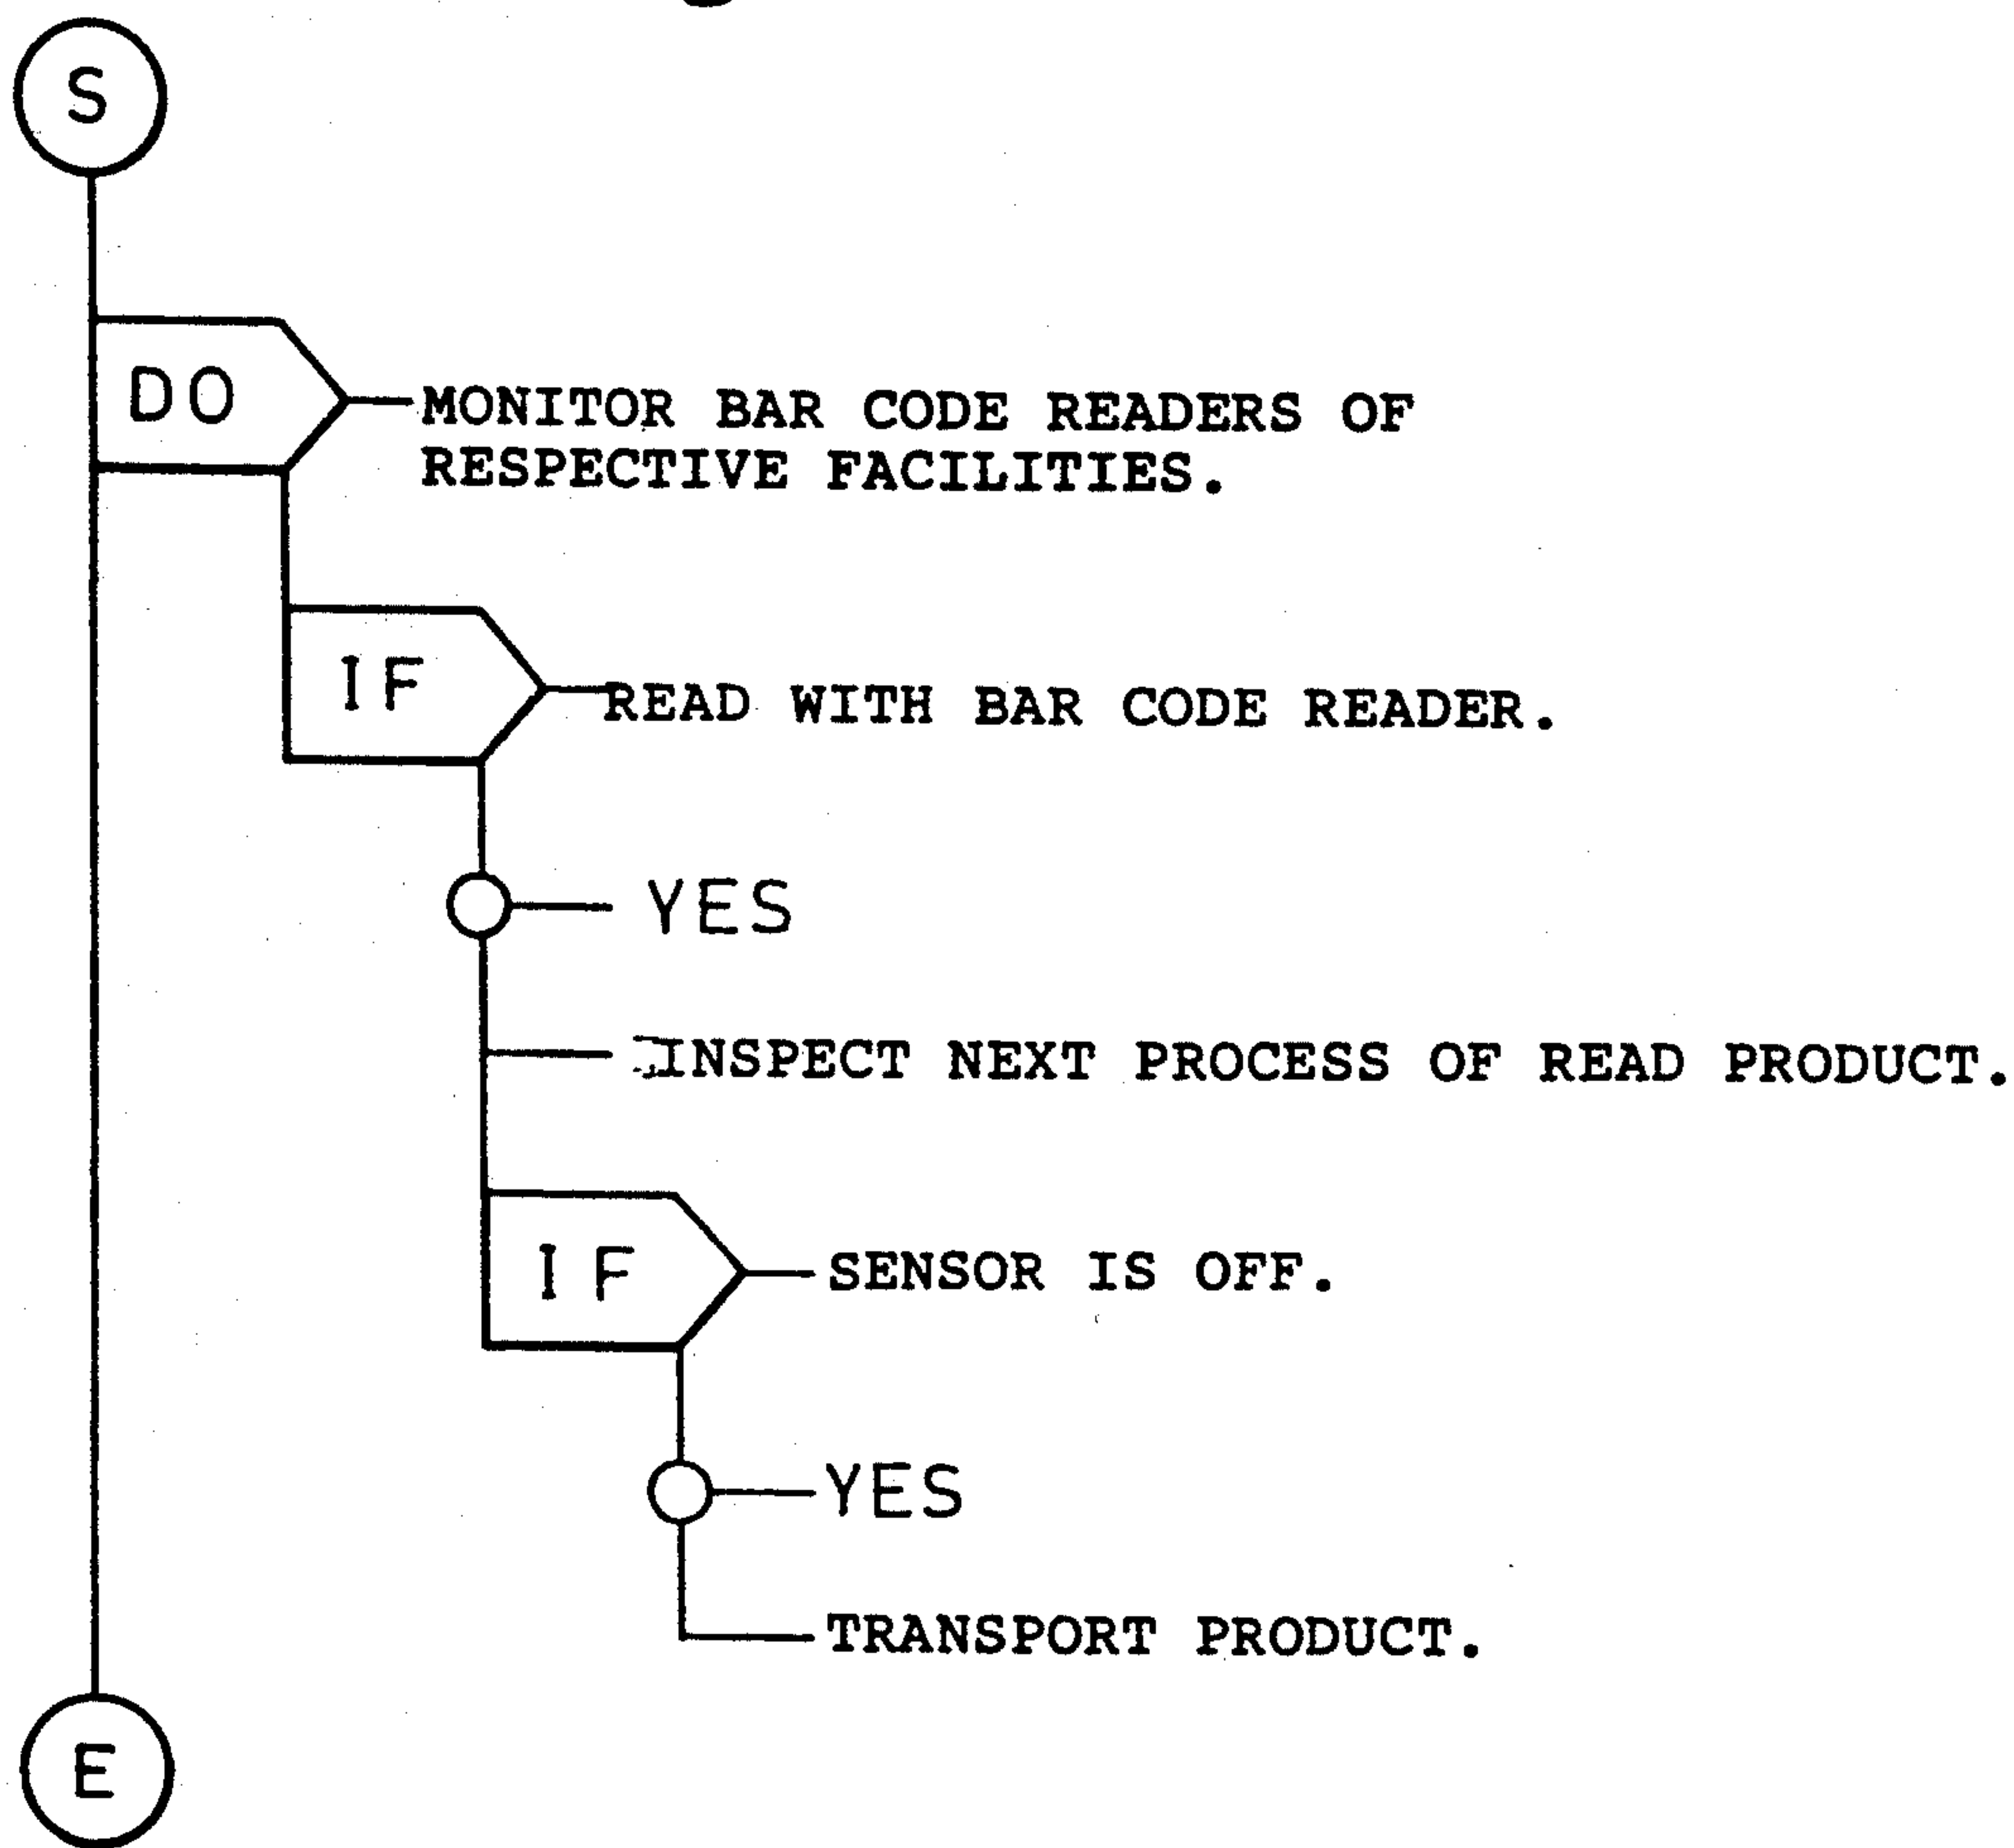 S
DO
MONITOR BAR CODE READERS OF
RESPECTIVE FACILITIES.
IF
READ WITH BAR CODE READER.
YES
INSPECT NEXT PROCESS OF READ PRODUCT.
IF
SENSOR IS OFF.
YES
TRANSPORT PRODUCT.
E